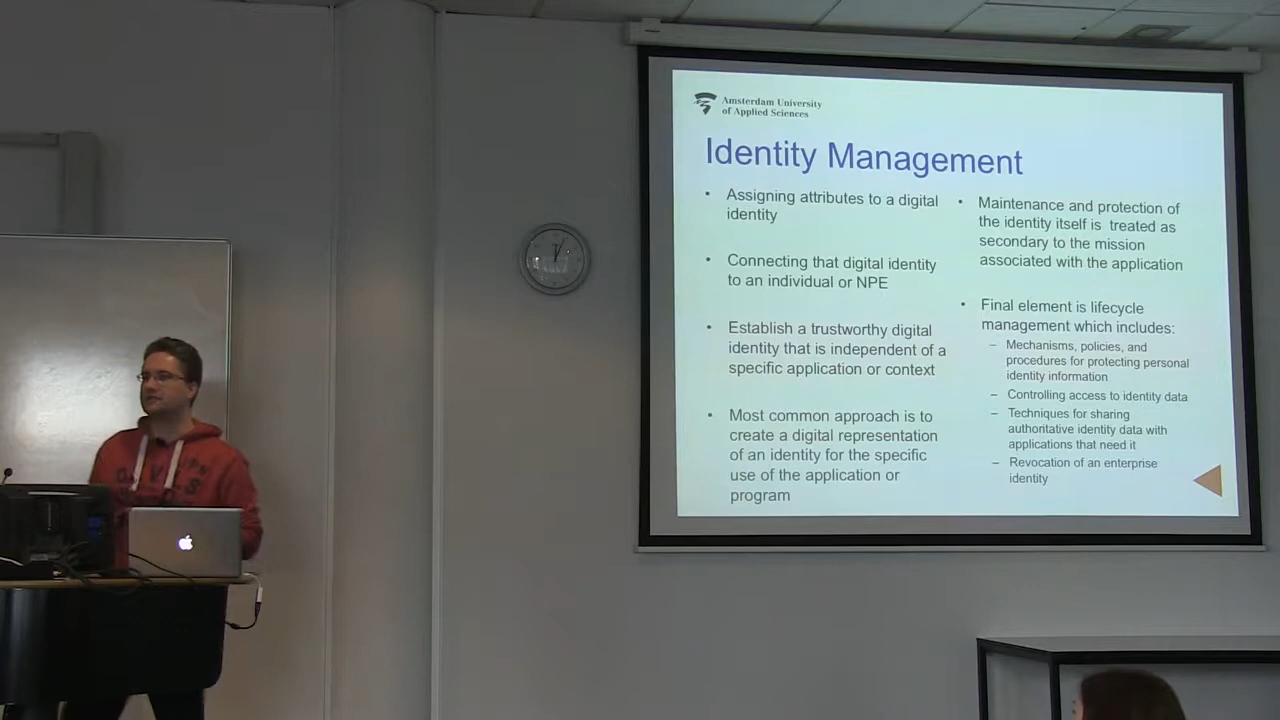 Amsterdam University
of Applied Sciences
Identity Management
• Assigning attributes to a digital
identity
• Connecting that digital identity
to an individual or NPE
• Establish a trustworthy digital
identity that is independent of a
specific application or context
• Most common approach is to
create a digital representation
of an identity for the specific
use of the application or
program
• Maintenance and protection of
the identity itself is treated as
secondary to the mission
associated with the application
• Final element is lifecycle
management which includes:
– Mechanisms, policies, and
procedures for protecting personal
identity information
– Controlling access to identity data
– Techniques for sharing
authoritative identity data with
applications that need it
– Revocation of an enterprise
identity